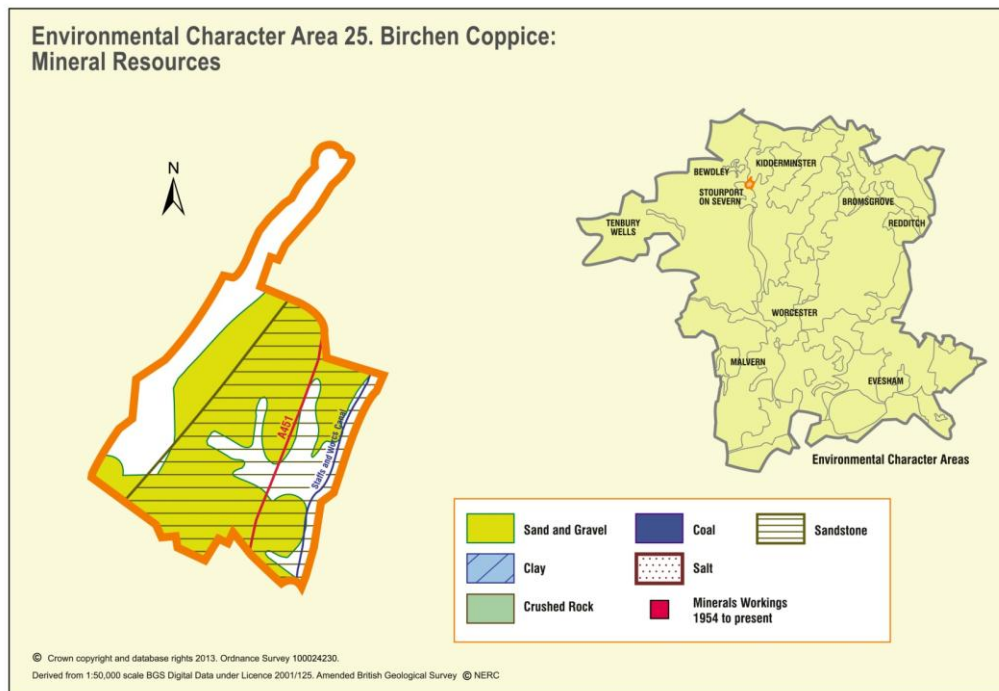 Environmental Character Area 25. Birchen Coppice:
Mineral Resources
N
A451
Staffs and Worcs Canal
KIDDERMINSTER
BEWDLEY
STOURPORT
ON SEVERN
BROMSGROVE
REDDITCH
TENBURY
WELLS
WORCESTER
MALVERN
EVESHAM
Environmental Character Areas
Sand and Gravel
Coal
Sandstone
Clay
Salt
Crushed Rock
Minerals Workings
1954 to present
© Crown copyright and database rights 2013. Ordnance Survey 100024230.
Derived from 1:50,000 scale BGS Digital Data under Licence 2001/125. Amended British Geological Survey © NERC